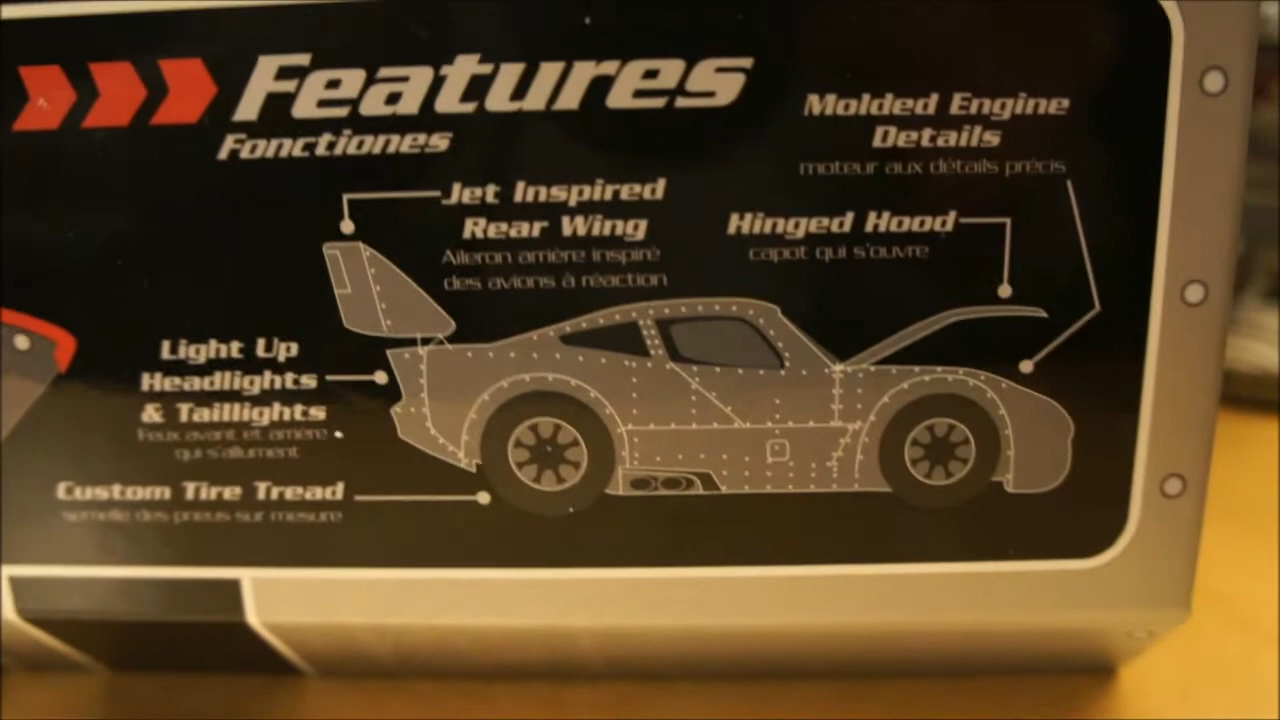 Features
Fonctiones
Molded Engine
Details
moteur aux détails précis
Jet Inspired
Rear Wing
Aileron arrière inspiré
des avions à réaction
Hinged Hood
capot qui s'ouvre
Light Up
Headlights
& Taillights
Feux avant et arrière
qui s'allument
Custom Tire Tread
semelle des pneus sur mesure